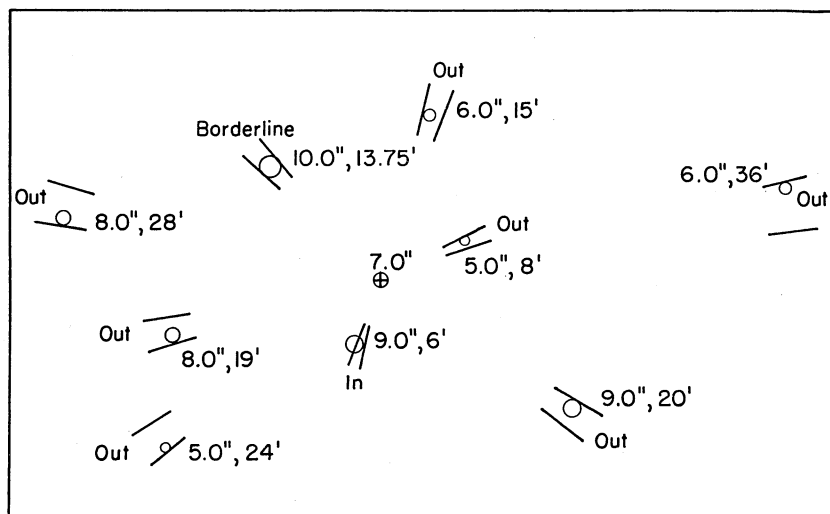 Out
6.0", 15'
Borderline
10.0", 13.75'
6.0", 36'
Out
Out
8.0", 28'
Out
5.0", 8'
7.0"
Out
8.0", 19'
9.0", 6'
In
9.0", 20'
Out
Out
5.0", 24'